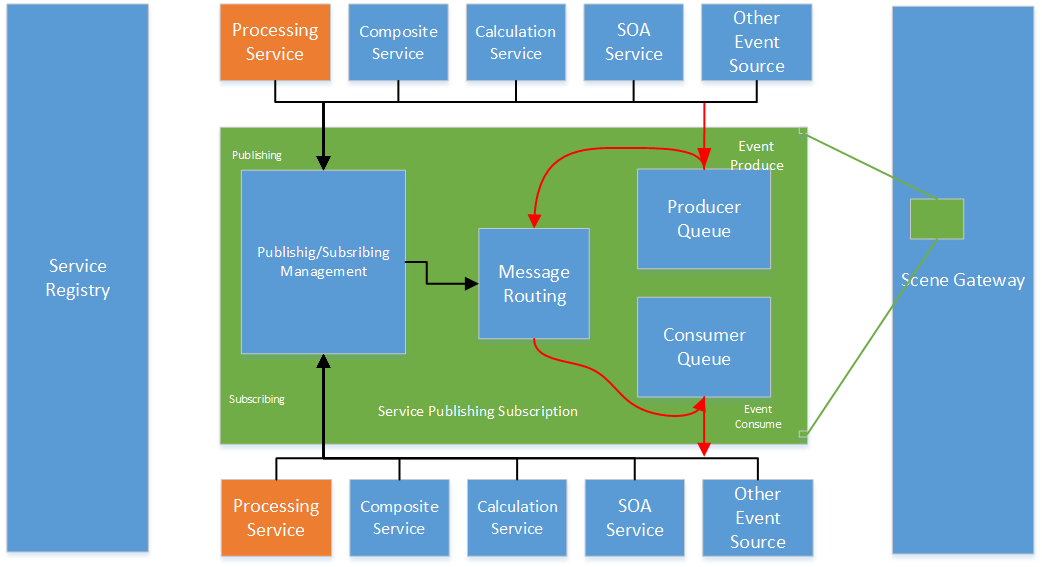 Processing
Service
Composite
Service
Calculation
Service
SOA
Service
Other
Event
Source
Service
Registry
Publishing
Event
Produce
Publishig/Subsribing
Management
Message
Routing
Producer
Queue
Consumer
Queue
Scene Gateway
Subscribing
Service Publishing Subscription
Event
Consume
Processing
Service
Composite
Service
Calculation
Service
SOA
Service
Other
Event
Source